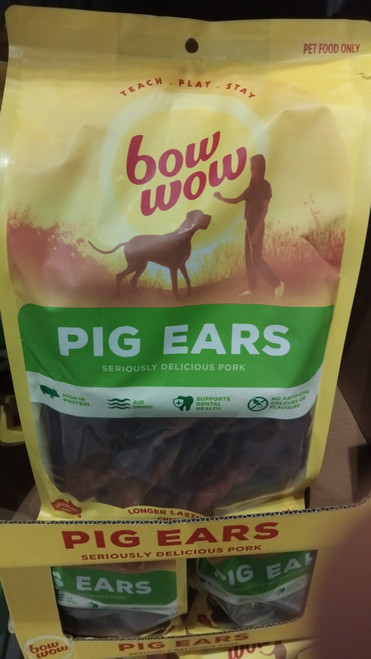 PET FOOD ONLY
TEACH . PLAY . STAY
bow
wow
PIG EARS
SERIOUSLY DELICIOUS PORK
HIGH IN
PROTEIN
AIR
DRIED
SUPPORTS
DENTAL
HEALTH
NO ARTIFICIAL
COLOURS OR
FLAVOURS
LONGER
PIG EARS
SERIOUSLY DELICIOUS PORK
EARS
PIG EA
bow
wow
PIG EARS